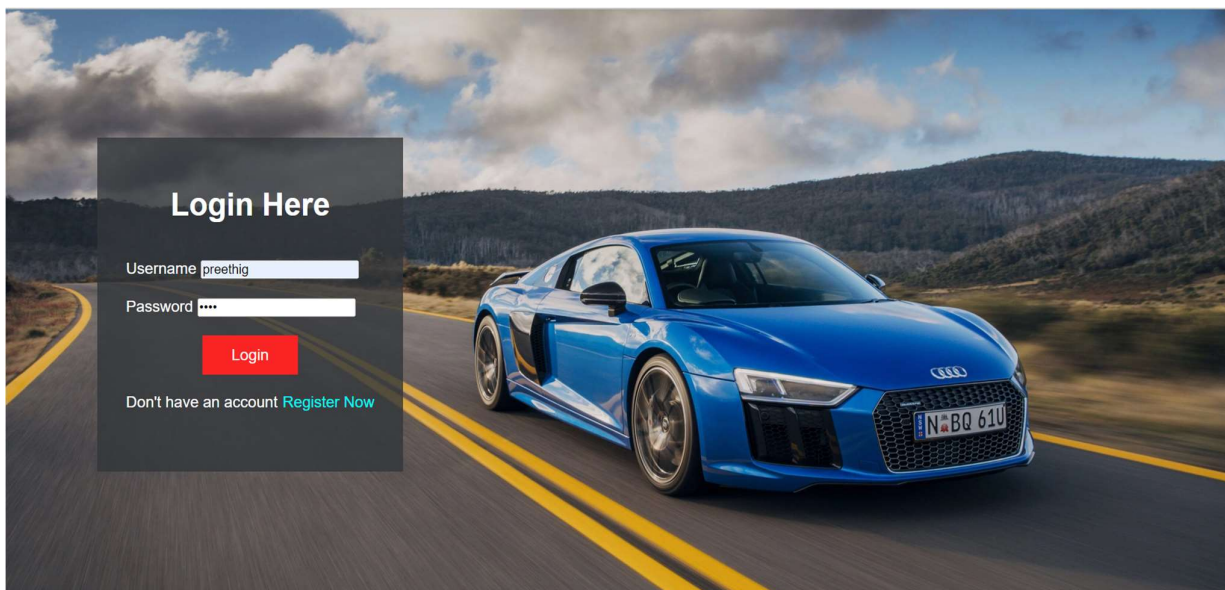 Login Here
Username preethig
Password ••••
Login
Don't have an account Register Now
N BQ 61U